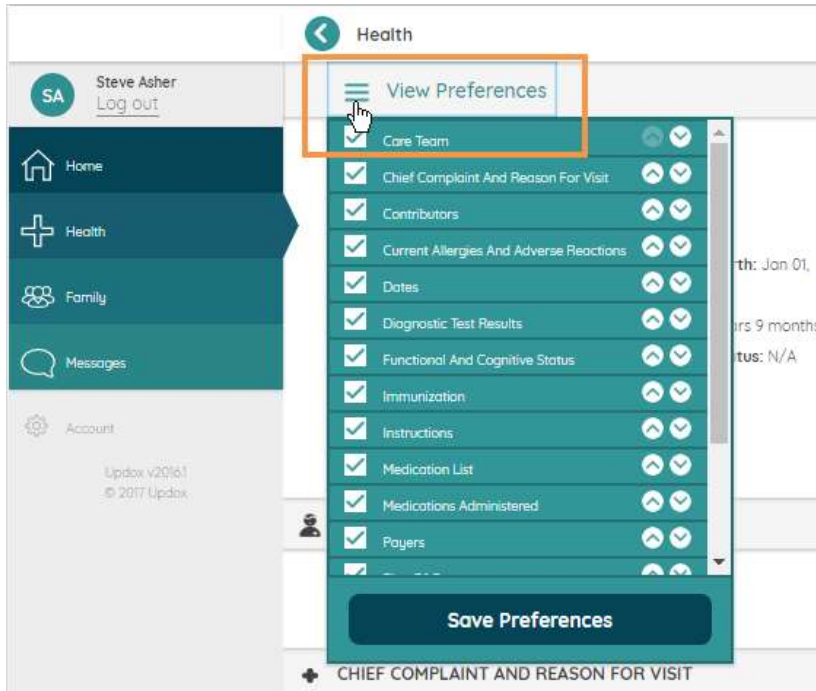 Health
SA
Steve Asher
Log out
View Preferences
Home
Health
Family
Messages
Account
Updox v2016.1
© 2017 Updox
Care Team
Chief Complaint And Reason For Visit
Contributors
Current Allergies And Adverse Reactions
Dates
Diagnostic Test Results
Functional And Cognitive Status
Immunization
Instructions
Medication List
Medications Administered
Payers
Save Preferences
rth: Jan 01,
rs 9 months
tus: N/A
CHIEF COMPLAINT AND REASON FOR VISIT